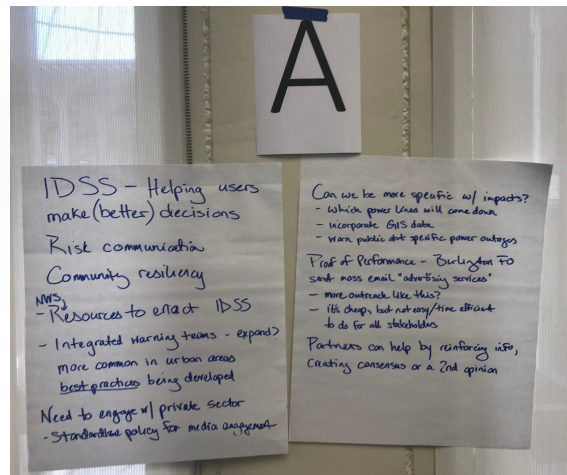 A
IDSS - Helping users
make (better) decisions
Risk communication
Community resiliency
NWS
- Resources to enact IDSS
- Integrated warning teams - expand?
more common in urban areas
best practices being developed
Need to engage w/ private sector
- Standardize policy for media engagement
Can we be more specific w/ impacts?
- which power lines will come down
- incorporate GIS data
- warn public abt specific power outages
Proof of Performance - Burlington FO
sent mass email "advertising services"
- more outreach like this?
- it's cheap, but not easy/time efficient
to do for all stakeholders
Partners can help by reinforcing info,
creating consensus or a 2nd opinion